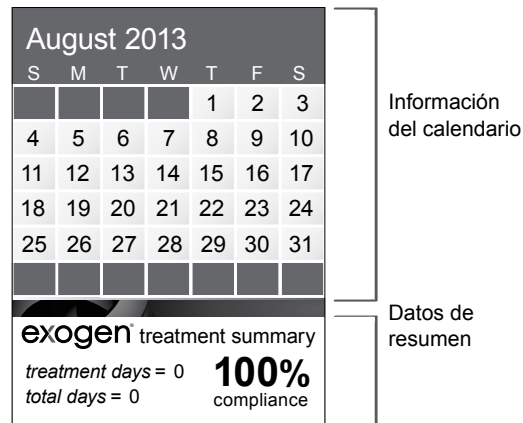 August 2013
S M T W T F S
1 2 3
4 5 6 7 8 9 10
11 12 13 14 15 16 17
18 19 20 21 22 23 24
25 26 27 28 29 30 31
Información
del calendario
Datos de
resumen
exogen treatment summary
treatment days = 0
total days = 0
100%
compliance